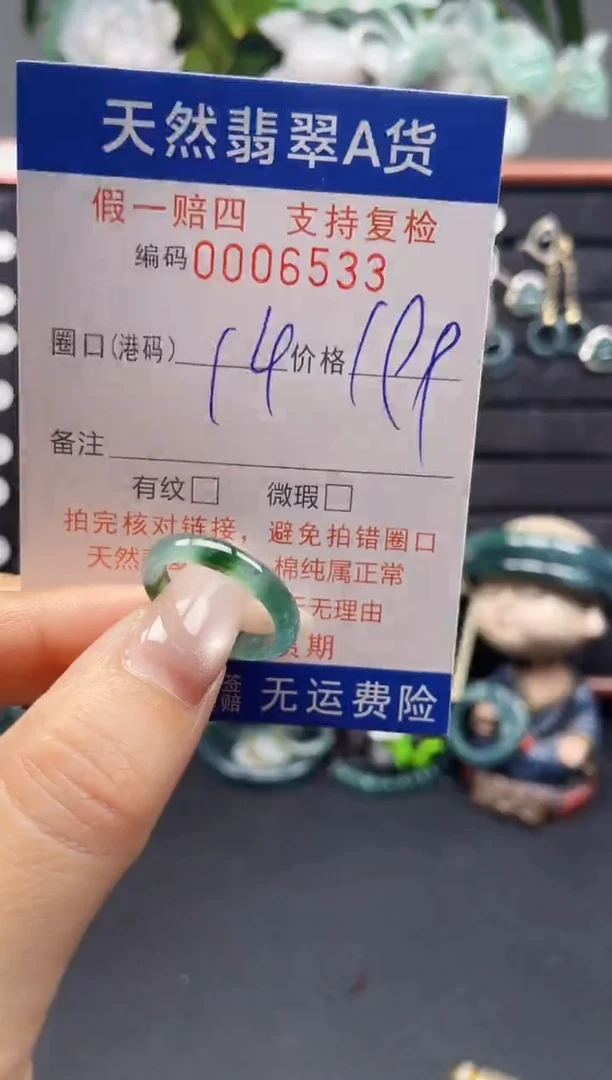 天然翡翠A货
假一赔四 支持复检
编码0006533
圈口(港码) 14 价格 199
备注
有纹□ 微瑕□
拍完核对链接，避免拍错圈口
天然 棉纯属正常
无理由
期
签 赔 无运费险